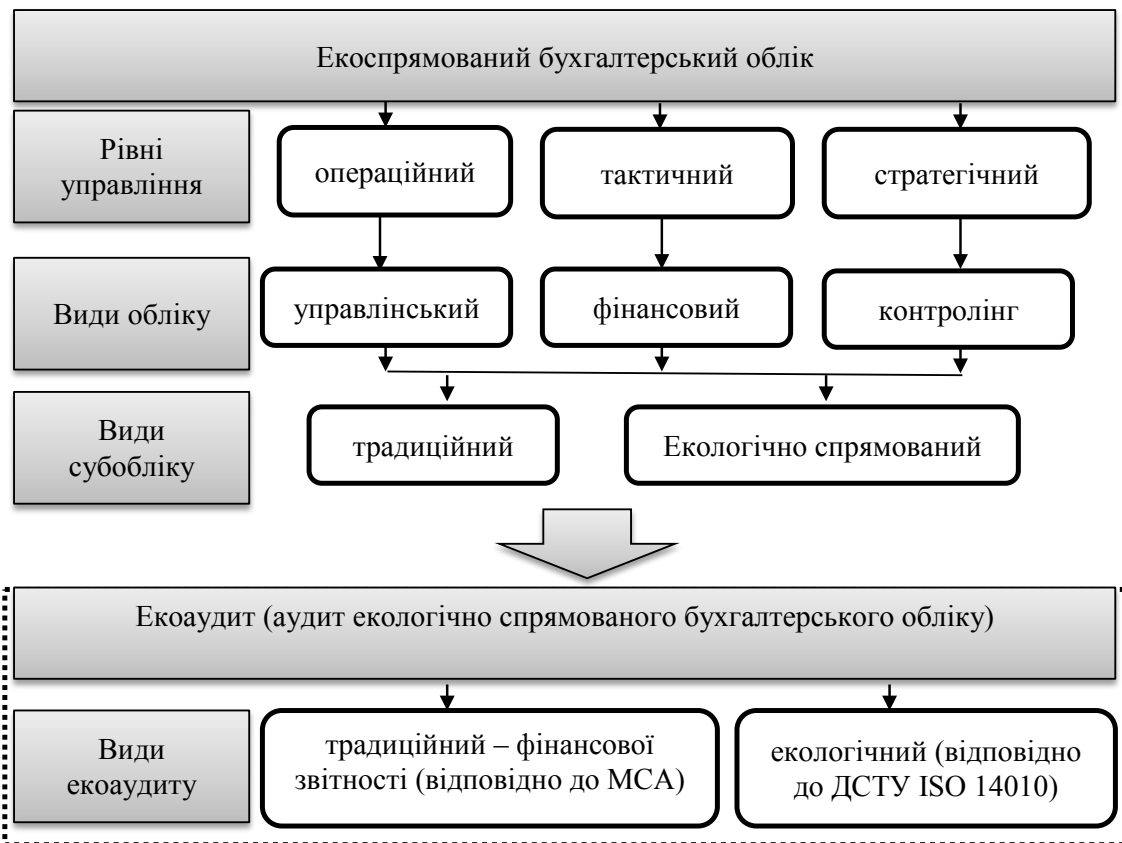 Екоспрямований бухгалтерський облік
Рівні
управління
операційний
тактичний
стратегічний
Види обліку
управлінський
фінансовий
контролінг
Види
субобліку
традиційний
Екологічно спрямований
Екоаудит (аудит екологічно спрямованого бухгалтерського обліку)
Види
екоаудиту
традиційний – фінансової
звітності (відповідно до МСА)
екологічний (відповідно
до ДСТУ ISO 14010)